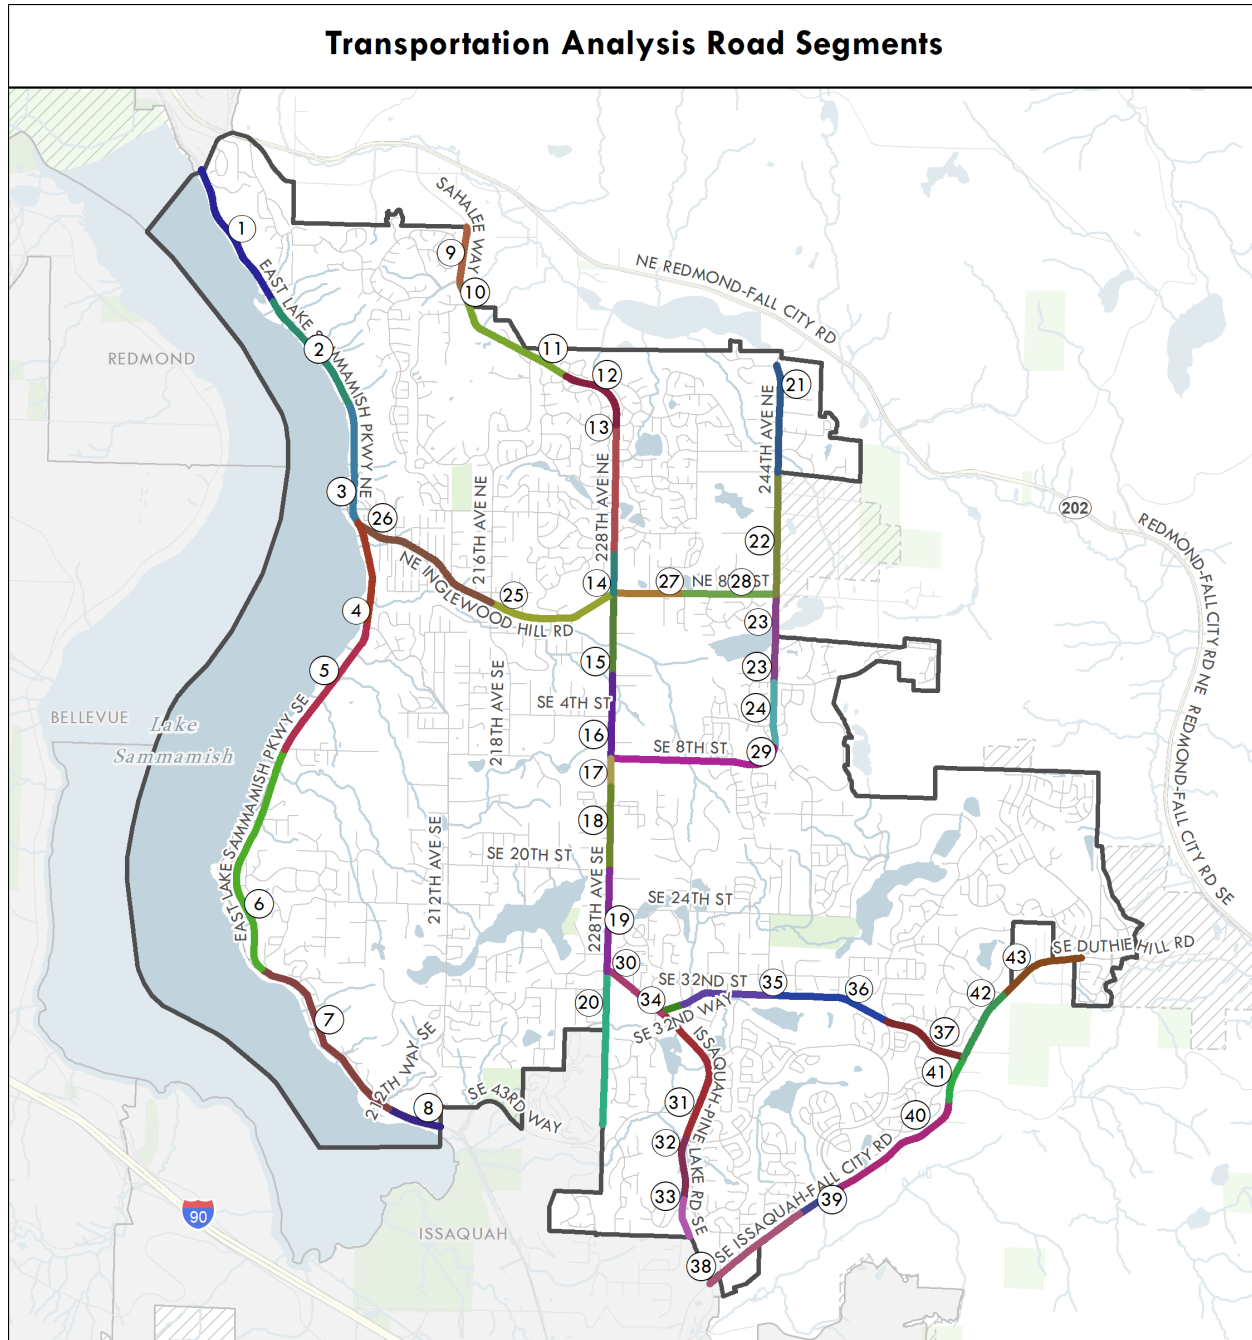 Transportation Analysis Road Segments
SAHALEE WAY
1
9
NE REDMOND-FALL CITY RD
10
EAST LAKE SAMMAMISH PKWY NE
2
REDMOND
11
12
21
13
244TH AVE NE
3
26
216TH AVE NE
228TH AVE NE
202
REDMOND-FALL CITY RD NE
22
NE INGLEWOOD HILL RD
14
27
NE 8TH ST
28
25
4
23
15
5
23
218TH AVE SE
SE 4TH ST
24
BELLEVUE
Lake
Sammamish
16
SE 8TH ST
29
REDMOND-FALL CITY RD SE
17
EAST LAKE SAMMAMISH PKWY SE
18
212TH AVE SE
SE 20TH ST
228TH AVE SE
6
SE 24TH ST
19
SE DUTHIE HILL RD
43
30
SE 32ND ST
35
36
42
20
34
SE 32ND WAY
7
37
ISSAQUAH-PINE LAKE RD SE
212TH WAY SE
41
8
SE 43RD WAY
31
40
32
SE ISSAQUAH-FALL CITY RD
33
39
90
ISSAQUAH
38